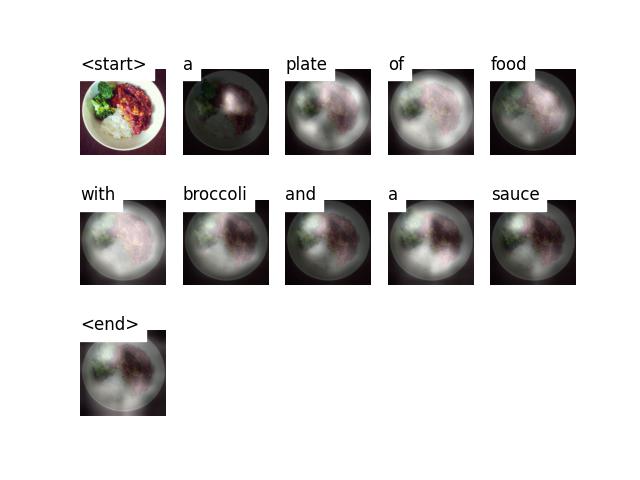 <start> a plate of food
with broccoli and a sauce
<end>